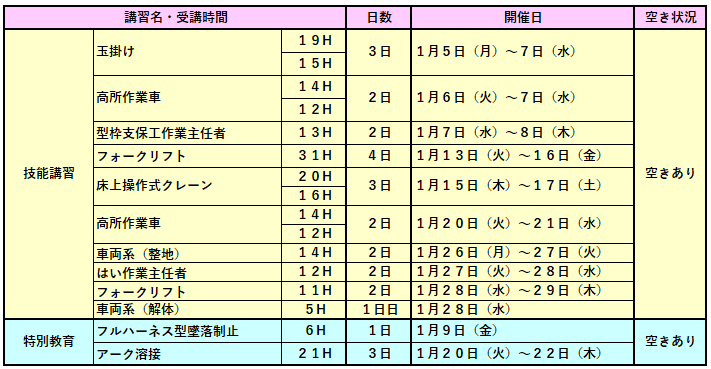 講習名・受講時間 日数 開催日 空き状況
技能講習 玉掛け 19H 3日 1月5日（月）～7日（水） 空きあり
15H
高所作業車 14H 2日 1月6日（火）～7日（水）
12H
型枠支保工作業主任者 13H 2日 1月7日（水）～8日（木）
フォークリフト 31H 4日 1月13日（火）～16日（金）
床上操作式クレーン 20H 3日 1月15日（木）～17日（土）
16H
高所作業車 14H 2日 1月20日（火）～21日（水）
12H
車両系（整地） 14H 2日 1月26日（月）～27日（火）
はい作業主任者 12H 2日 1月27日（火）～28日（水）
フォークリフト 11H 2日 1月28日（水）～29日（木）
車両系（解体） 5H 1日日 1月28日（水）
特別教育 フルハーネス型墜落制止 6H 1日 1月9日（金） 空きあり
アーク溶接 21H 3日 1月20日（火）～22日（木）